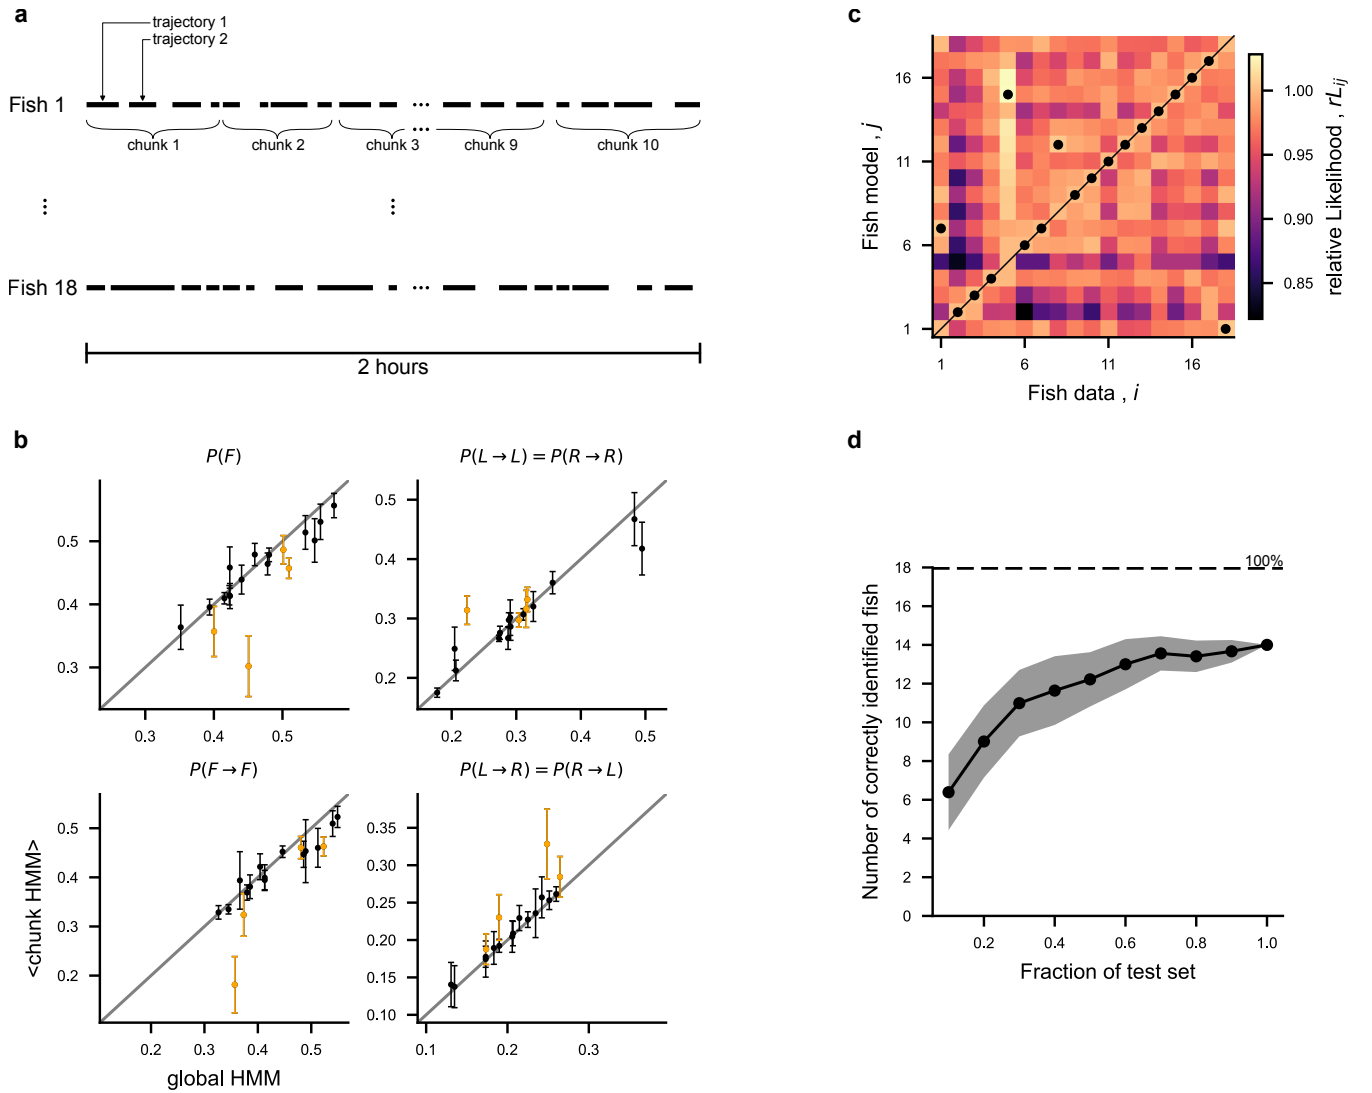 a
trajectory 1
trajectory 2
Fish 1
...
chunk 1
chunk 2
chunk 3
...
chunk 9
chunk 10
Fish 18
...
2 hours
b
P(F)
0.5
0.4
0.3
0.3 0.4 0.5
P(L → L) = P(R → R)
0.5
0.4
0.3
0.2
0.2 0.3 0.4 0.5
P(F → F)
0.5
0.4
0.3
0.2
0.2 0.3 0.4 0.5
P(L → R) = P(R → L)
0.35
0.30
0.25
0.20
0.15
0.10
0.1 0.2 0.3
<chunk HMM>
global HMM
c
Fish model , j
16
11
6
1
1 6 11 16
Fish data , i
1.00
0.95
0.90
0.85
relative Likelihood , rLij
d
Number of correctly identified fish
100%
18
16
14
12
10
8
6
4
2
0
0.2 0.4 0.6 0.8 1.0
Fraction of test set